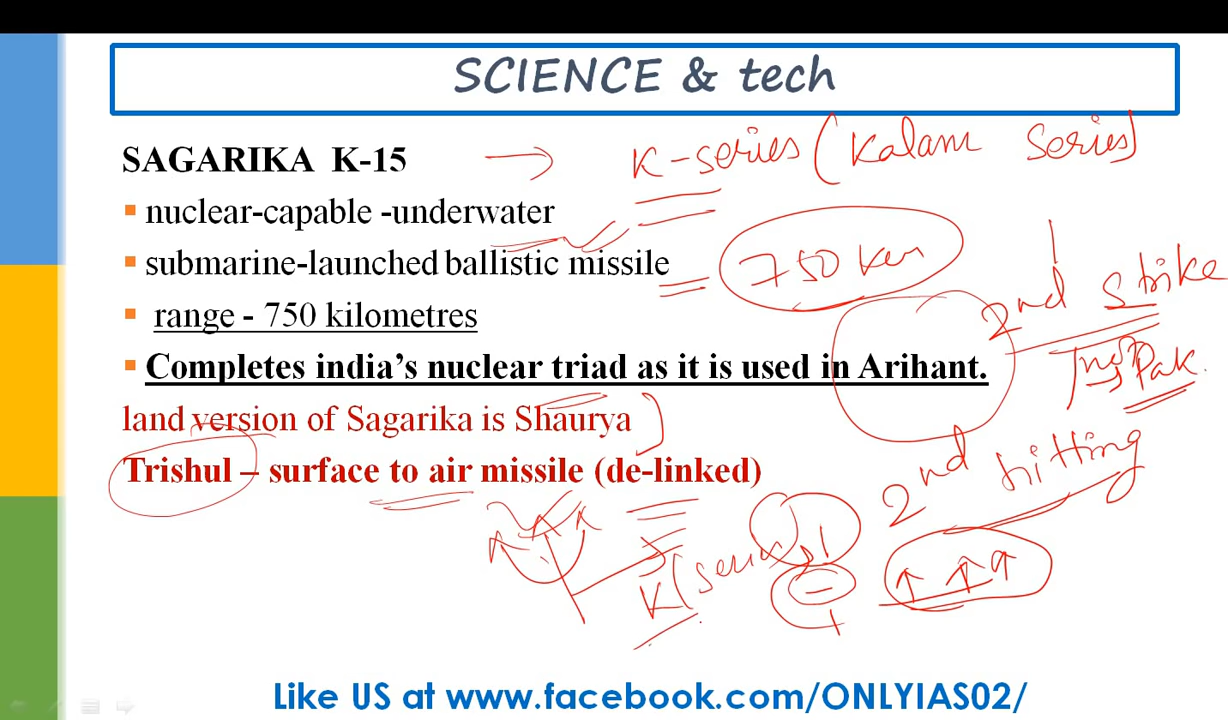 SCIENCE & tech
SAGARIKA K-15 → K-series (Kalam Series)
nuclear-capable -underwater
submarine-launched ballistic missile = 750 km
range - 750 kilometres
2nd Strike
Completes india's nuclear triad as it is used in Arihant.
Pak
land version of Sagarika is Shaurya
Trishul – surface to air missile (de-linked)
2nd hitting
K (series)
Like US at www.facebook.com/ONLYIAS02/